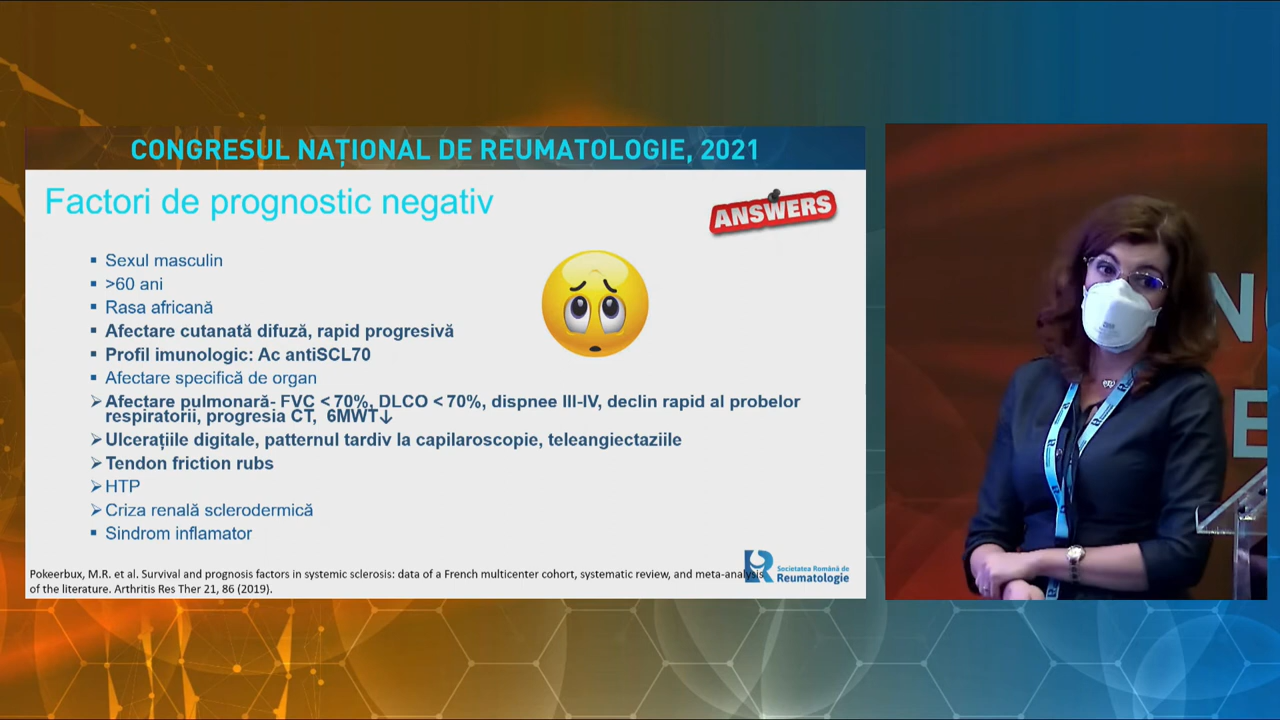 CONGRESUL NAȚIONAL DE REUMATOLOGIE, 2021
Factori de prognostic negativ
ANSWERS
▪ Sexul masculin
▪ >60 ani
▪ Rasa africană
▪ Afectare cutanată difuză, rapid progresivă
▪ Profil imunologic: Ac antiSCL70
▪ Afectare specifică de organ
➢ Afectare pulmonară- FVC < 70%, DLCO < 70%, dispnee III-IV, declin rapid al probelor
respiratorii, progresia CT, 6MWT↓
➢ Ulcerațiile digitale, patternul tardiv la capilaroscopie, teleangiectaziile
➢ Tendon friction rubs
➢ HTP
➢ Criza renală sclerodermică
▪ Sindrom inflamator
Pokeerbux, M.R. et al. Survival and prognosis factors in systemic sclerosis: data of a French multicenter cohort, systematic review, and meta-analysis
of the literature. Arthritis Res Ther 21, 86 (2019).
Societatea Română de
Reumatologie
N
E